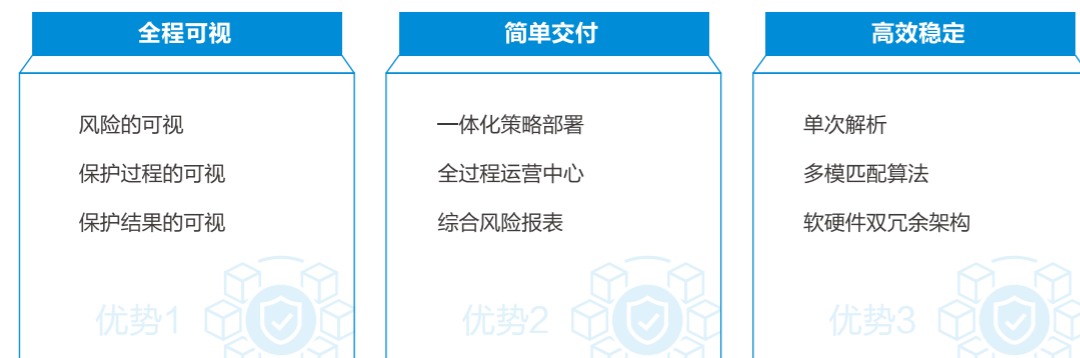 全程可视
风险的可视
保护过程的可视
保护结果的可视
优势1
简单交付
一体化策略部署
全过程运营中心
综合风险报表
优势2
高效稳定
单次解析
多模匹配算法
软硬件双冗余架构
优势3